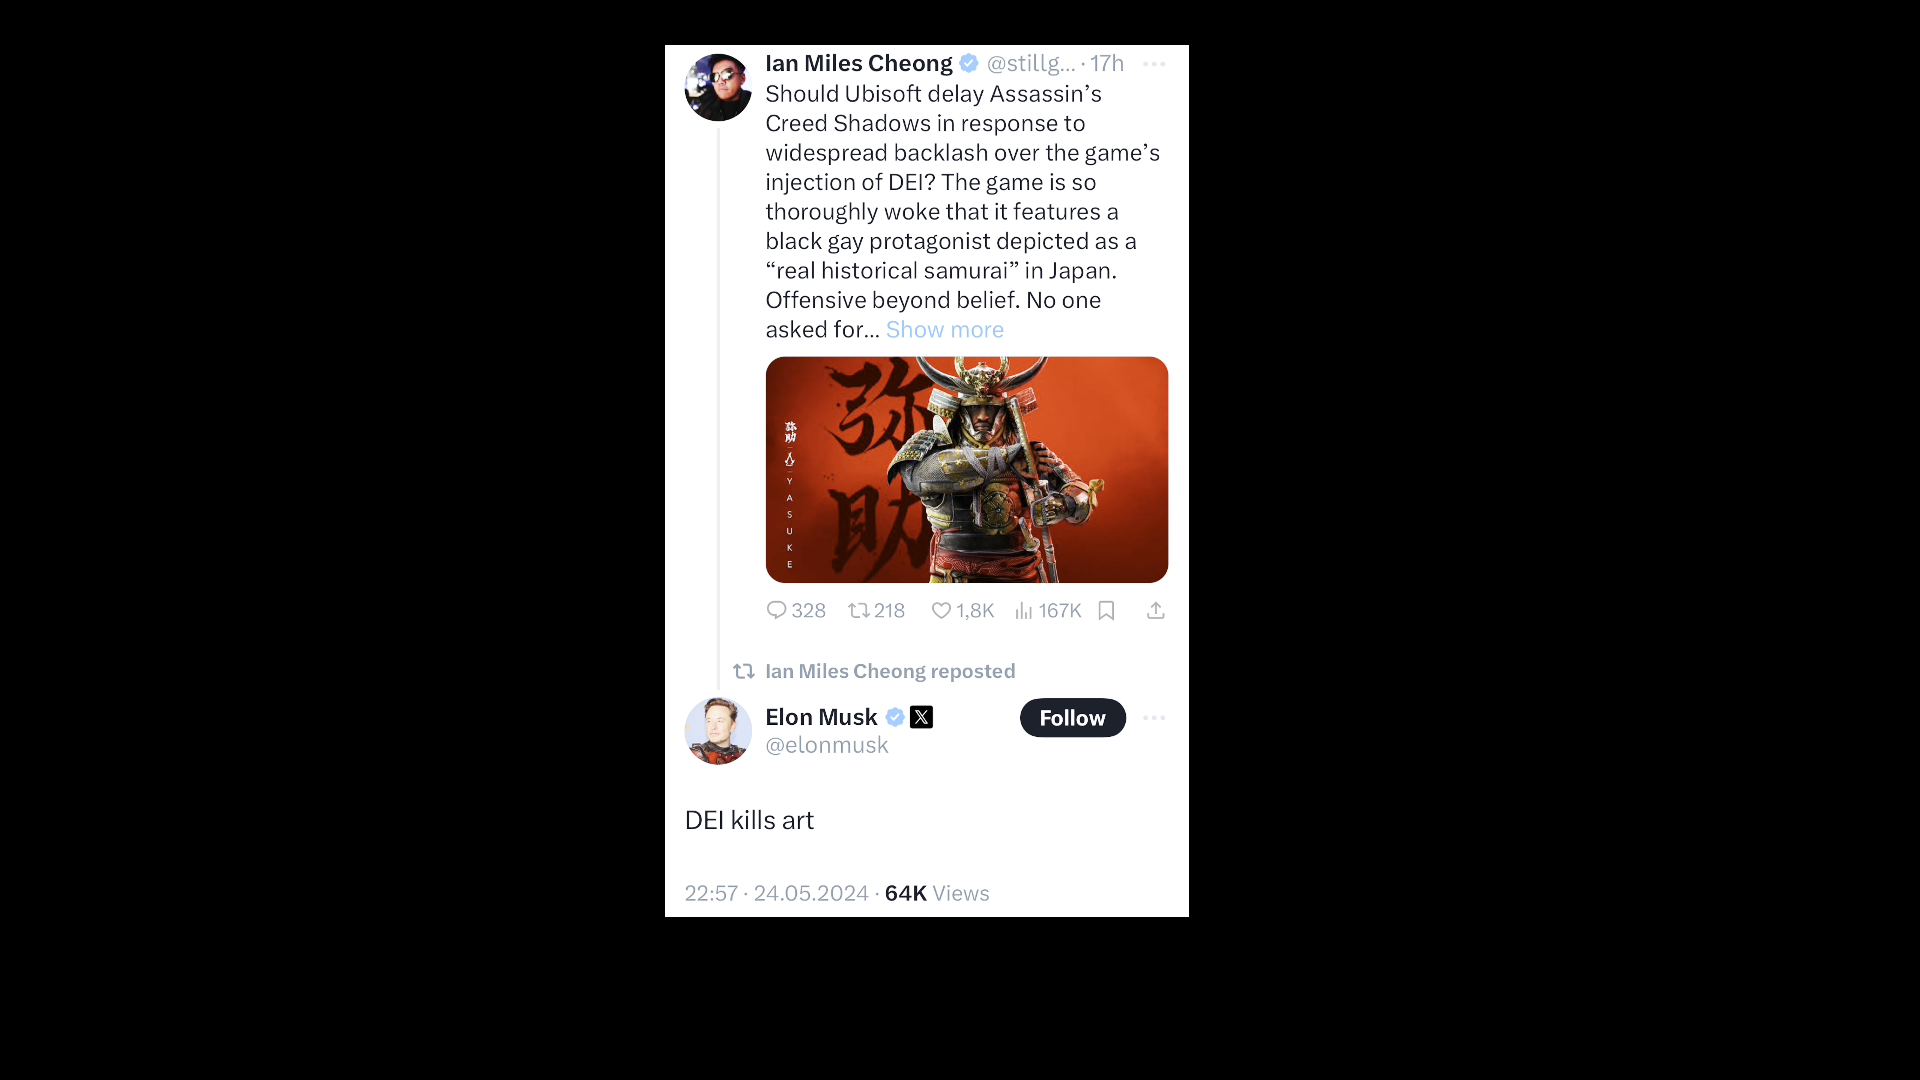 Ian Miles Cheong @stillg... · 17h
Should Ubisoft delay Assassin’s
Creed Shadows in response to
widespread backlash over the game’s
injection of DEI? The game is so
thoroughly woke that it features a
black gay protagonist depicted as a
“real historical samurai” in Japan.
Offensive beyond belief. No one
asked for... Show more
弥助
弥助
YASUKE
328 218 1,8K 167K
Ian Miles Cheong reposted
Elon Musk X
Follow
@elonmusk
DEI kills art
22:57 · 24.05.2024 · 64K Views